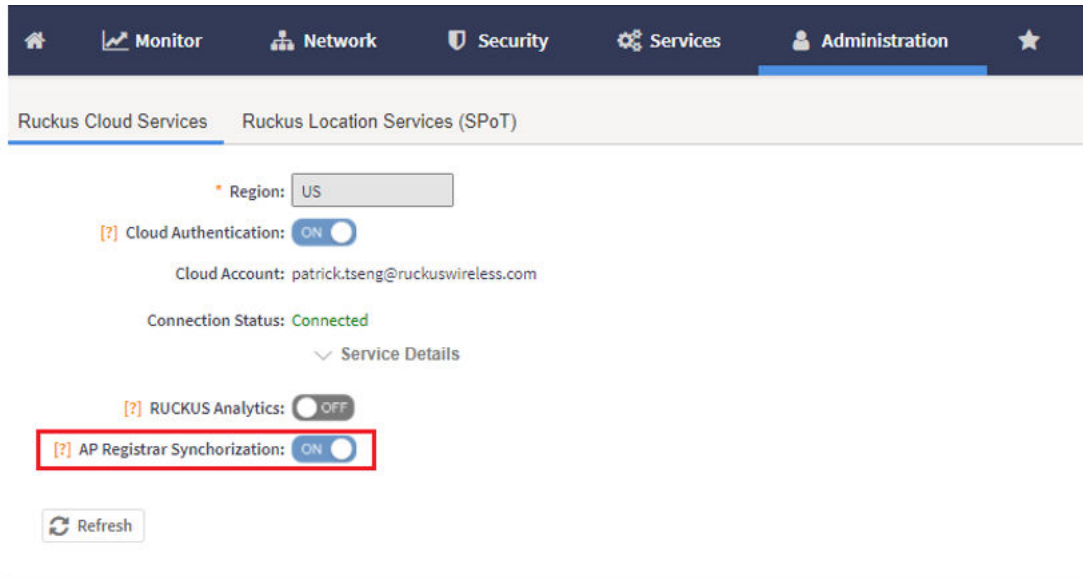 Monitor Network Security Services Administration
Ruckus Cloud Services Ruckus Location Services (SPoT)
* Region: US
[?] Cloud Authentication: ON
Cloud Account: patrick.tseng@ruckuswireless.com
Connection Status: Connected
Service Details
[?] RUCKUS Analytics: OFF
[?] AP Registrar Synchorization: ON
Refresh